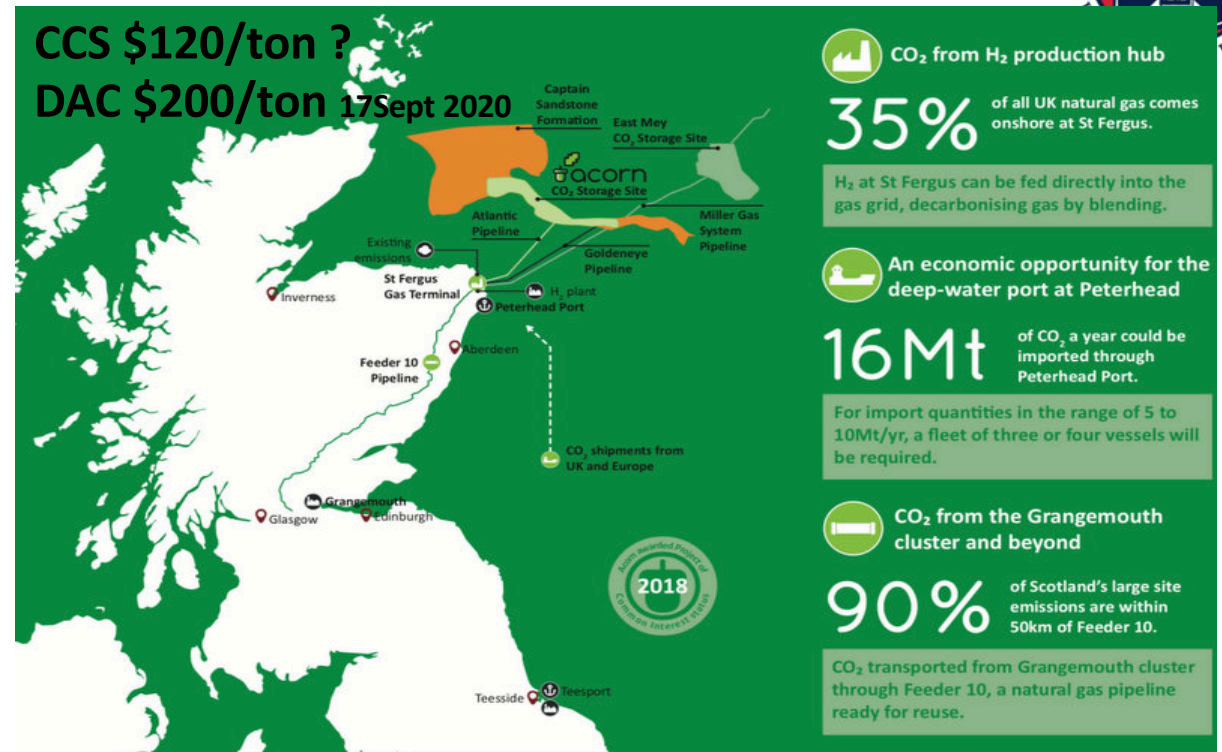 CCS $120/ton ?
DAC $200/ton 17Sept 2020
Captain
Sandstone
Formation
East Mey
CO₂ Storage Site
acorn
CO₂ Storage Site
Atlantic
Pipeline
Miller Gas
System
Pipeline
Goldeneye
Pipeline
Existing
emissions
St Fergus
Gas Terminal
H₂ plant
Peterhead Port
Inverness
Aberdeen
Feeder 10
Pipeline
CO₂ shipments from
UK and Europe
Grangemouth
Glasgow
Edinburgh
Acorn Awarded Project of
2018
Common Interest status
Teesside
Teesport
CO₂ from H₂ production hub
35%
of all UK natural gas comes
onshore at St Fergus.
H₂ at St Fergus can be fed directly into the
gas grid, decarbonising gas by blending.
An economic opportunity for the
deep-water port at Peterhead
16Mt
of CO₂ a year could be
imported through
Peterhead Port.
For import quantities in the range of 5 to
10Mt/yr, a fleet of three or four vessels will
be required.
CO₂ from the Grangemouth
cluster and beyond
90%
of Scotland's large site
emissions are within
50km of Feeder 10.
CO₂ transported from Grangemouth cluster
through Feeder 10, a natural gas pipeline
ready for reuse.